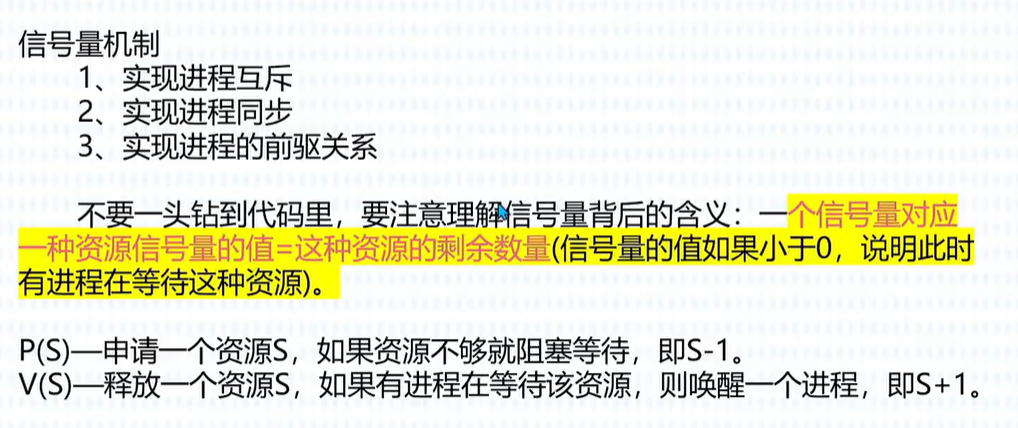 信号量机制
1、实现进程互斥
2、实现进程同步
3、实现进程的前驱关系
不要一头钻到代码里，要注意理解信号量背后的含义：一个信号量对应
一种资源信号量的值=这种资源的剩余数量(信号量的值如果小于0，说明此时
有进程在等待这种资源)。
P(S)—申请一个资源S，如果资源不够就阻塞等待，即S-1。
V(S)—释放一个资源S，如果有进程在等待该资源，则唤醒一个进程，即S+1。